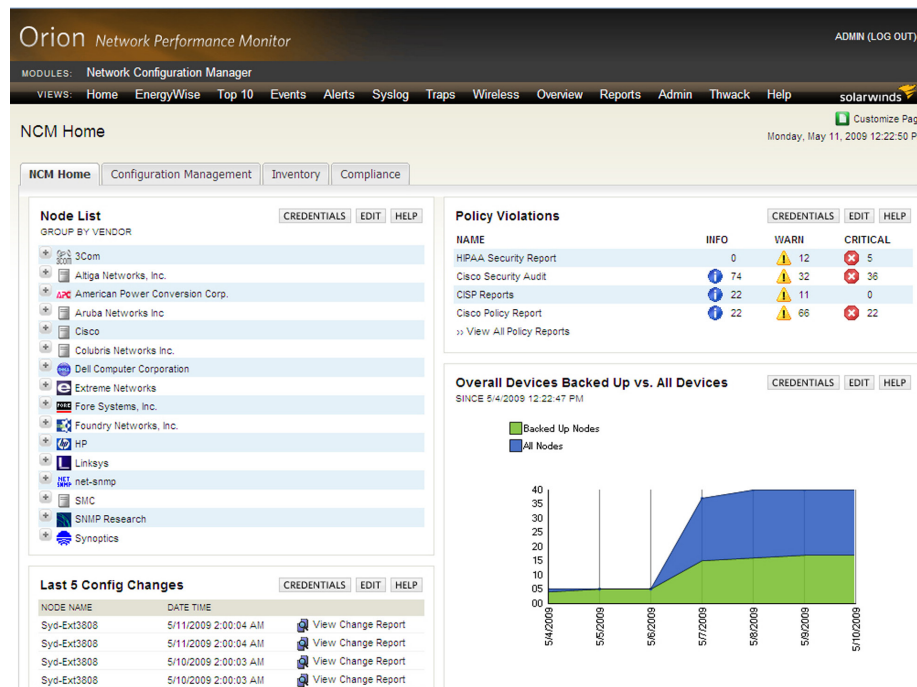 Orion Network Performance Monitor
ADMIN (LOG OUT)
MODULES: Network Configuration Manager
VIEWS: Home EnergyWise Top 10 Events Alerts Syslog Traps Wireless Overview Reports Admin Thwack Help
solarwinds
Customize Pag
NCM Home
Monday, May 11, 2009 12:22:50 P
NCM Home Configuration Management Inventory Compliance
Node List CREDENTIALS EDIT HELP
GROUP BY VENDOR
3Com
Altiga Networks, Inc.
APC American Power Conversion Corp.
Aruba Networks Inc
Cisco
Colubris Networks Inc.
Dell Computer Corporation
Extreme Networks
FORE Fore Systems, Inc.
Foundry Networks, Inc.
hp HP
Linksys
NET SNMP net-snmp
SMC
SNMP Research
Synoptics
Last 5 Config Changes CREDENTIALS EDIT HELP
NODE NAME DATE TIME
Syd-Ext3808 5/11/2009 2:00:04 AM View Change Report
Syd-Ext3808 5/11/2009 2:00:04 AM View Change Report
Syd-Ext3808 5/10/2009 2:00:03 AM View Change Report
Syd-Ext3808 5/10/2009 2:00:03 AM View Change Report
Policy Violations CREDENTIALS EDIT HELP
NAME INFO WARN CRITICAL
HIPAA Security Report 0 12 5
Cisco Security Audit 74 32 36
CISP Reports 22 11 0
Cisco Policy Report 22 66 22
›› View All Policy Reports
Overall Devices Backed Up vs. All Devices CREDENTIALS EDIT HELP
SINCE 5/4/2009 12:22:47 PM
Backed Up Nodes
All Nodes
40
35
30
25
20
15
10
05
00
5/4/2009
5/5/2009
5/6/2009
5/7/2009
5/8/2009
5/9/2009
5/10/2009